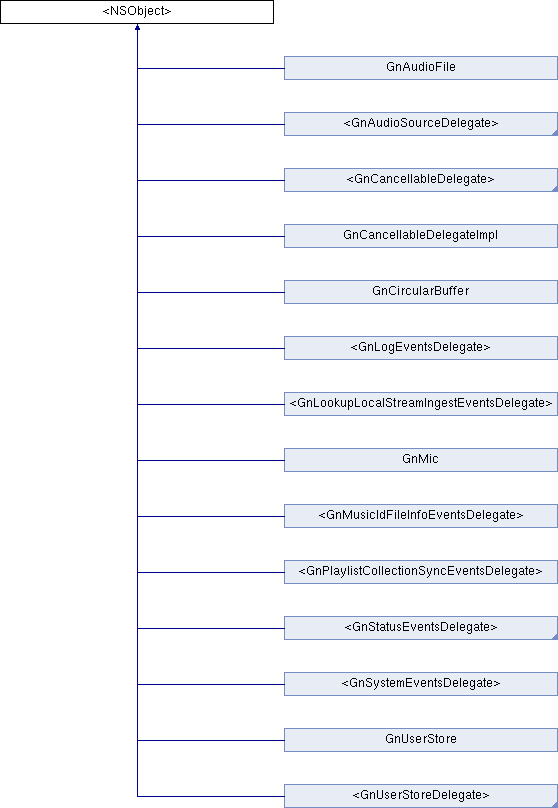 <NSObject>
GnAudioFile
<GnAudioSourceDelegate>
<GnCancellableDelegate>
GnCancellableDelegateImpl
GnCircularBuffer
<GnLogEventsDelegate>
<GnLookupLocalStreamIngestEventsDelegate>
GnMic
<GnMusicIdFileInfoEventsDelegate>
<GnPlaylistCollectionSyncEventsDelegate>
<GnStatusEventsDelegate>
<GnSystemEventsDelegate>
GnUserStore
<GnUserStoreDelegate>